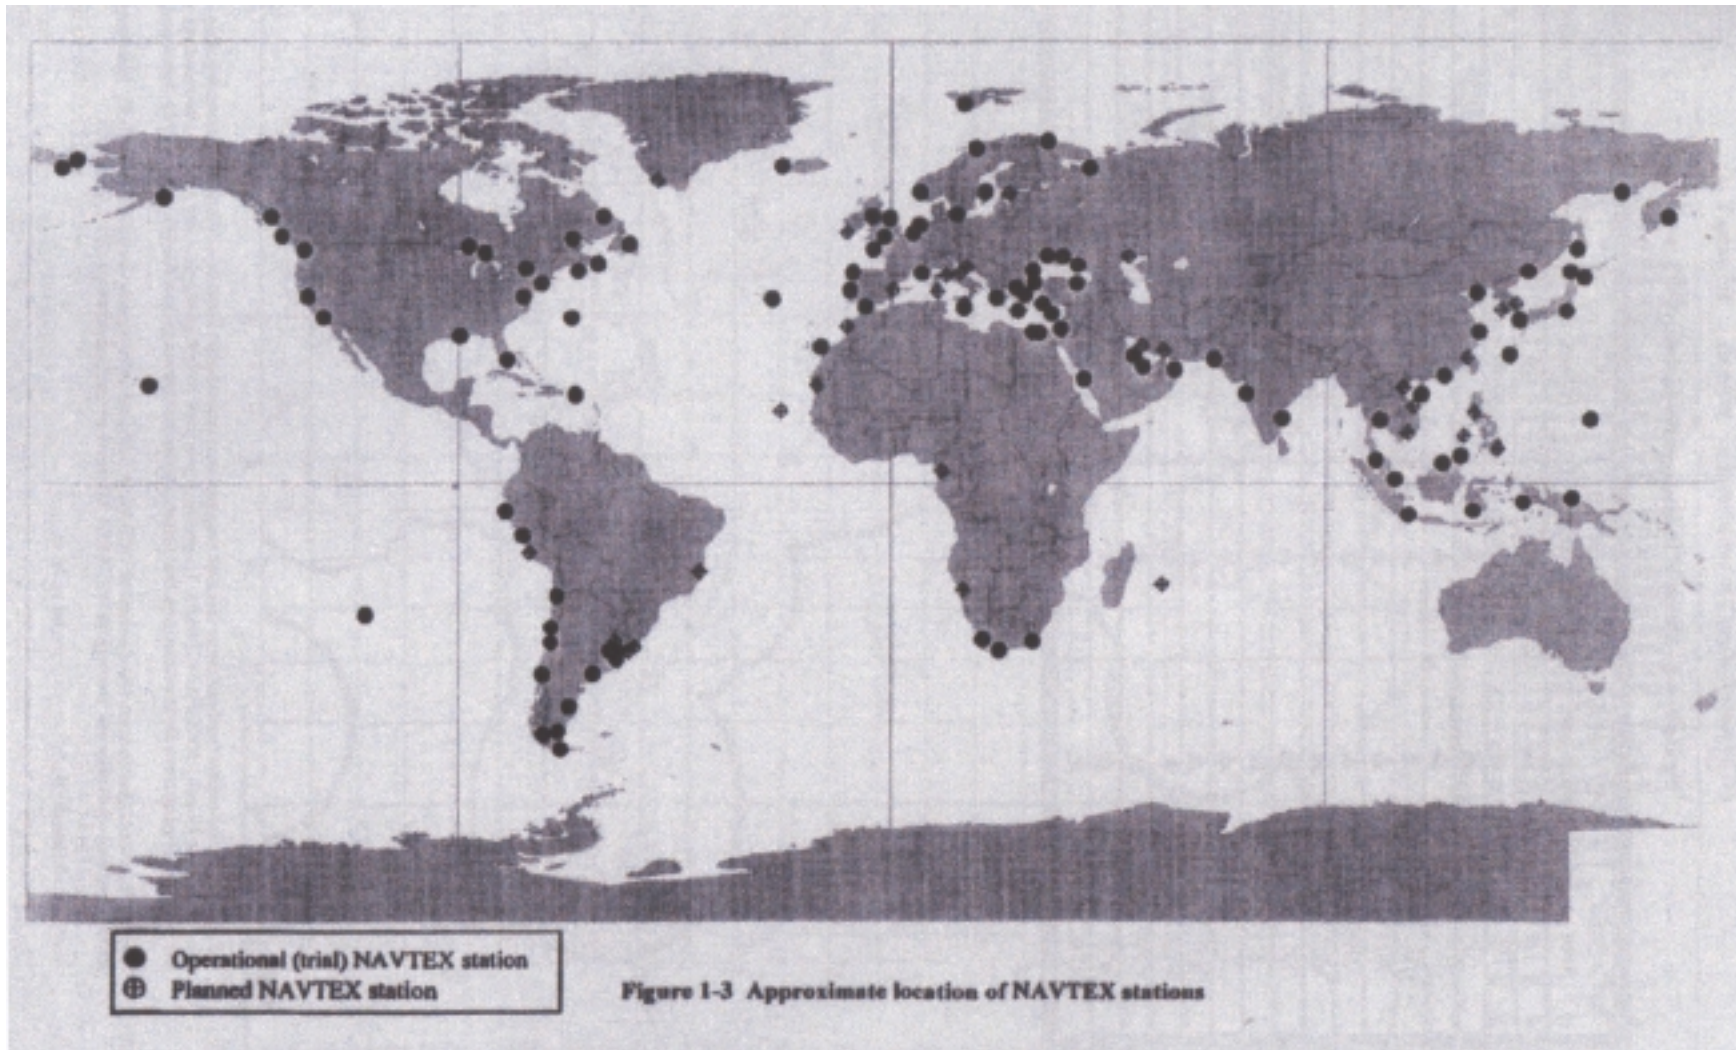 Operational (trial) NAVTEX station
Planned NAVTEX station
Figure 1-3 Approximate location of NAVTEX stations